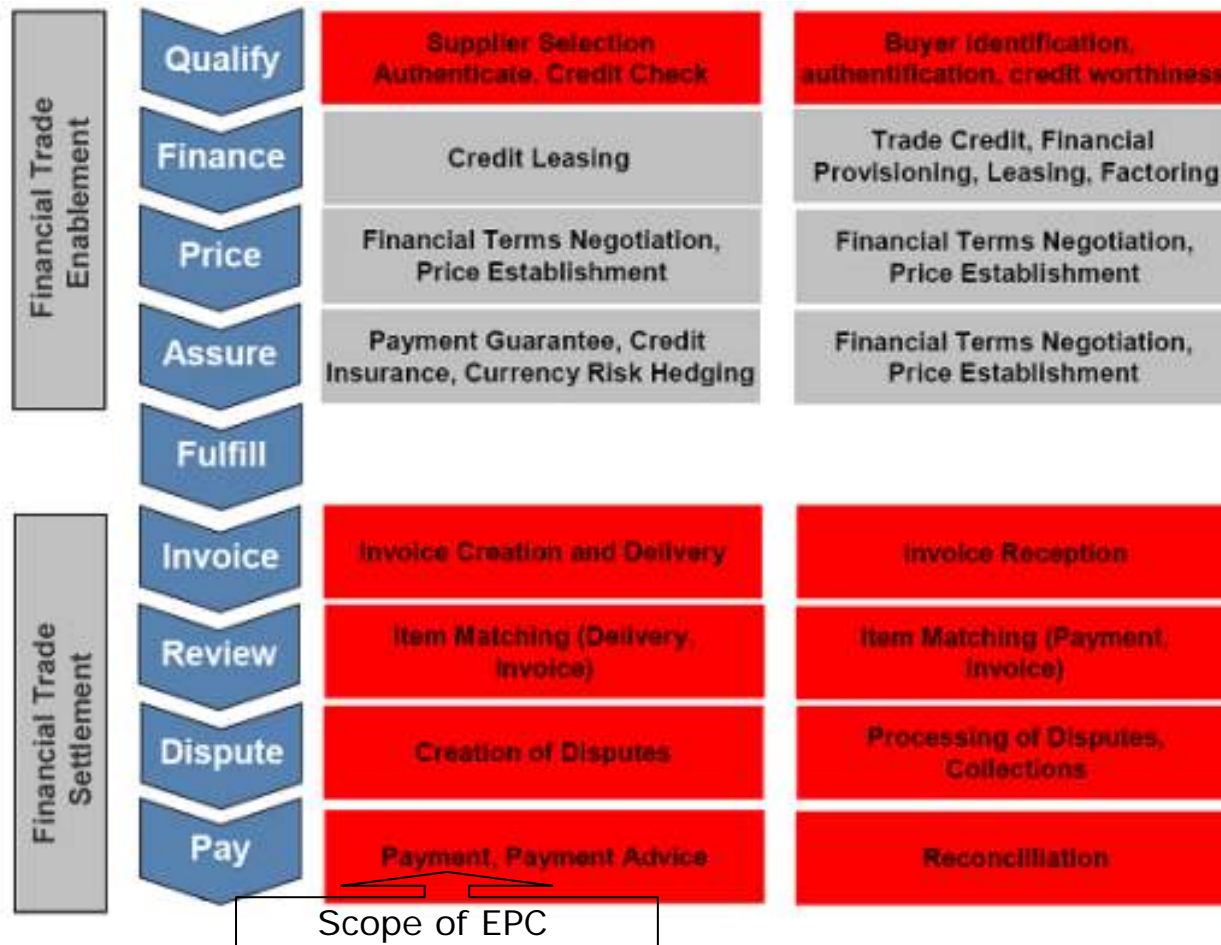 Financial Trade
Enablement
Qualify
Supplier Selection
Authenticate, Credit Check
Buyer identification,
authentification, credit worthiness
Finance
Credit Leasing
Trade Credit, Financial
Provisioning, Leasing, Factoring
Price
Financial Terms Negotiation,
Price Establishment
Financial Terms Negotiation,
Price Establishment
Assure
Payment Guarantee, Credit
Insurance, Currency Risk Hedging
Financial Terms Negotiation,
Price Establishment
Fulfill
Financial Trade
Settlement
Invoice
Invoice Creation and Delivery
Invoice Reception
Review
Item Matching (Delivery,
Invoice)
Item Matching (Payment,
Invoice)
Dispute
Creation of Disputes
Processing of Disputes,
Collections
Pay
Payment, Payment Advice
Reconcilliation
Scope of EPC